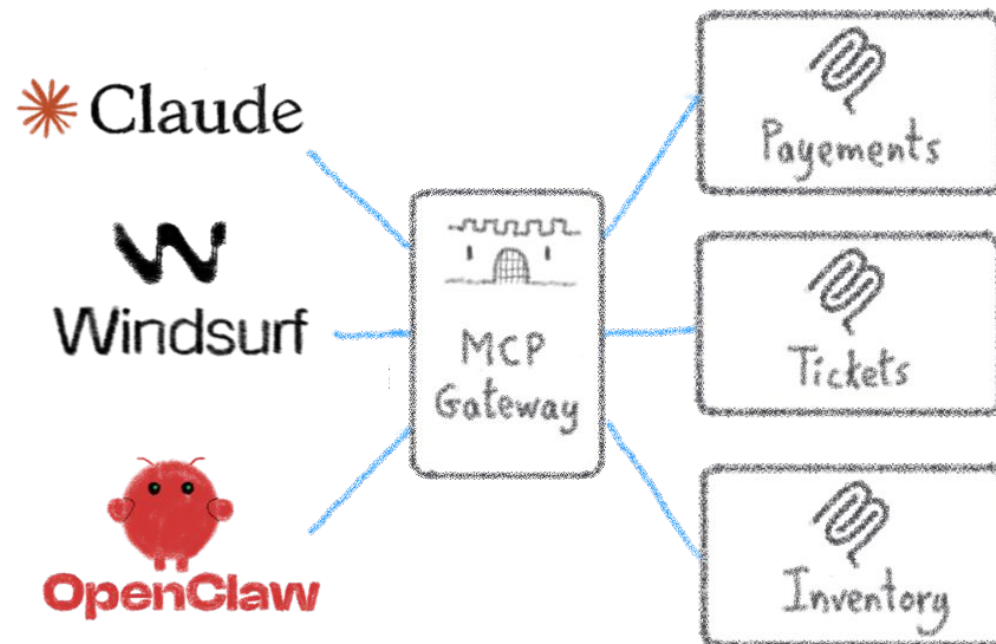 Claude
Windsurf
OpenClaw
MCP
Gateway
Payements
Tickets
Inventory